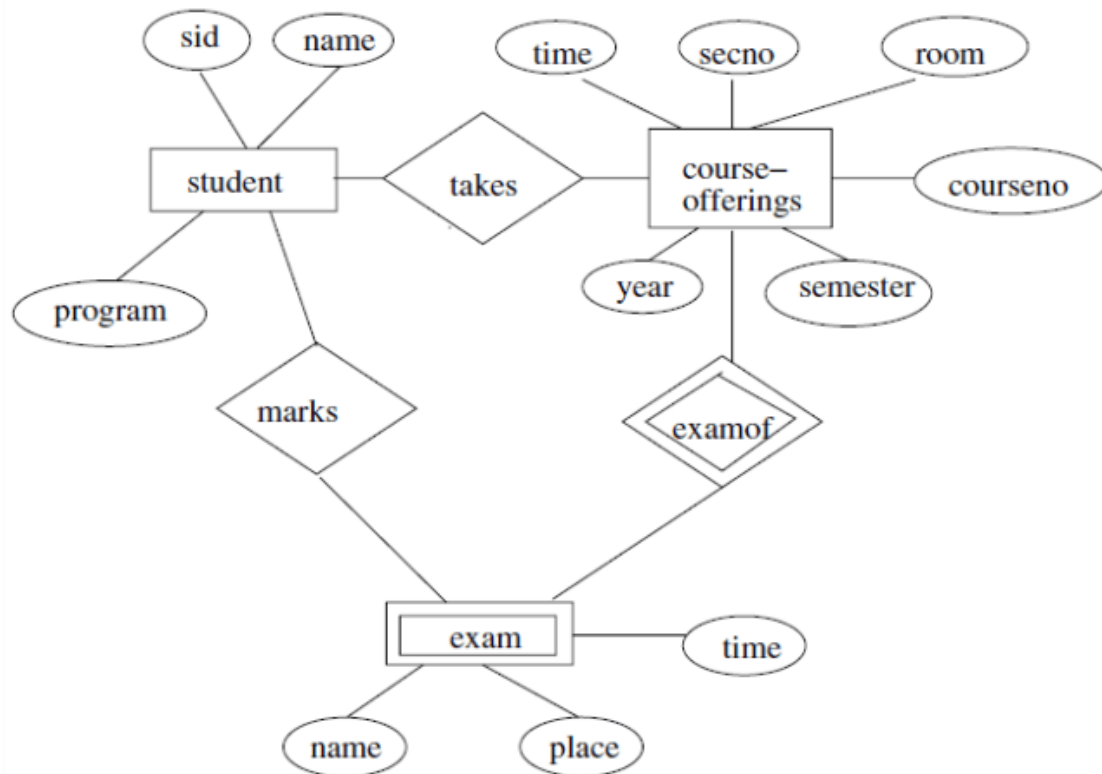 sid
name
time
secno
room
student
takes
course–
offerings
courseno
program
year
semester
marks
examof
exam
time
name
place